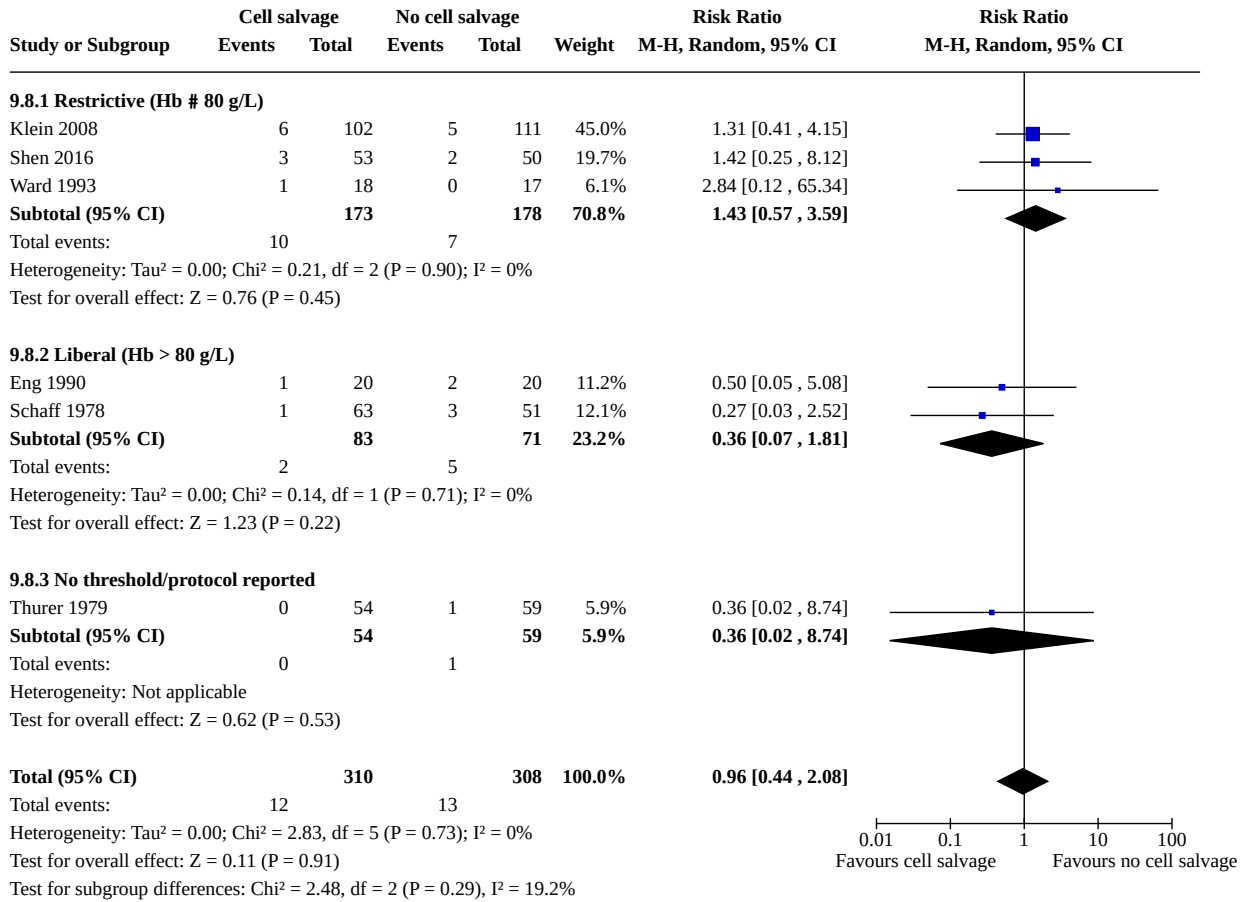 Cell salvage No cell salvage Risk Ratio Risk Ratio
Study or Subgroup Events Total Events Total Weight M-H, Random, 95% CI M-H, Random, 95% CI
9.8.1 Restrictive (Hb # 80 g/L)
Klein 2008 6 102 5 111 45.0% 1.31 [0.41 , 4.15]
Shen 2016 3 53 2 50 19.7% 1.42 [0.25 , 8.12]
Ward 1993 1 18 0 17 6.1% 2.84 [0.12 , 65.34]
Subtotal (95% CI) 173 178 70.8% 1.43 [0.57 , 3.59]
Total events: 10 7
Heterogeneity: Tau² = 0.00; Chi² = 0.21, df = 2 (P = 0.90); I² = 0%
Test for overall effect: Z = 0.76 (P = 0.45)
9.8.2 Liberal (Hb > 80 g/L)
Eng 1990 1 20 2 20 11.2% 0.50 [0.05 , 5.08]
Schaff 1978 1 63 3 51 12.1% 0.27 [0.03 , 2.52]
Subtotal (95% CI) 83 71 23.2% 0.36 [0.07 , 1.81]
Total events: 2 5
Heterogeneity: Tau² = 0.00; Chi² = 0.14, df = 1 (P = 0.71); I² = 0%
Test for overall effect: Z = 1.23 (P = 0.22)
9.8.3 No threshold/protocol reported
Thurer 1979 0 54 1 59 5.9% 0.36 [0.02 , 8.74]
Subtotal (95% CI) 54 59 5.9% 0.36 [0.02 , 8.74]
Total events: 0 1
Heterogeneity: Not applicable
Test for overall effect: Z = 0.62 (P = 0.53)
Total (95% CI) 310 308 100.0% 0.96 [0.44 , 2.08]
Total events: 12 13
Heterogeneity: Tau² = 0.00; Chi² = 2.83, df = 5 (P = 0.73); I² = 0%
Test for overall effect: Z = 0.11 (P = 0.91)
Test for subgroup differences: Chi² = 2.48, df = 2 (P = 0.29), I² = 19.2%
0.01 0.1 1 10 100
Favours cell salvage Favours no cell salvage